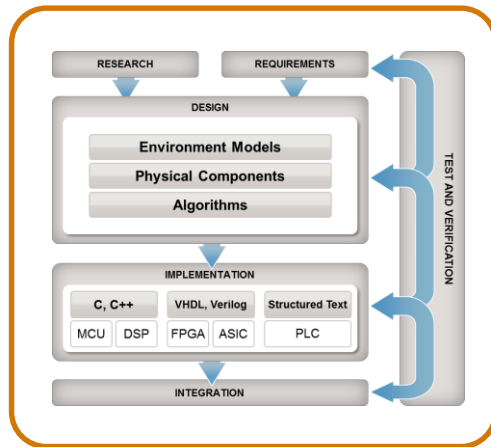 RESEARCH
REQUIREMENTS
DESIGN
Environment Models
Physical Components
Algorithms
IMPLEMENTATION
C, C++
VHDL, Verilog
Structured Text
MCU
DSP
FPGA
ASIC
PLC
INTEGRATION
TEST AND VERIFICATION